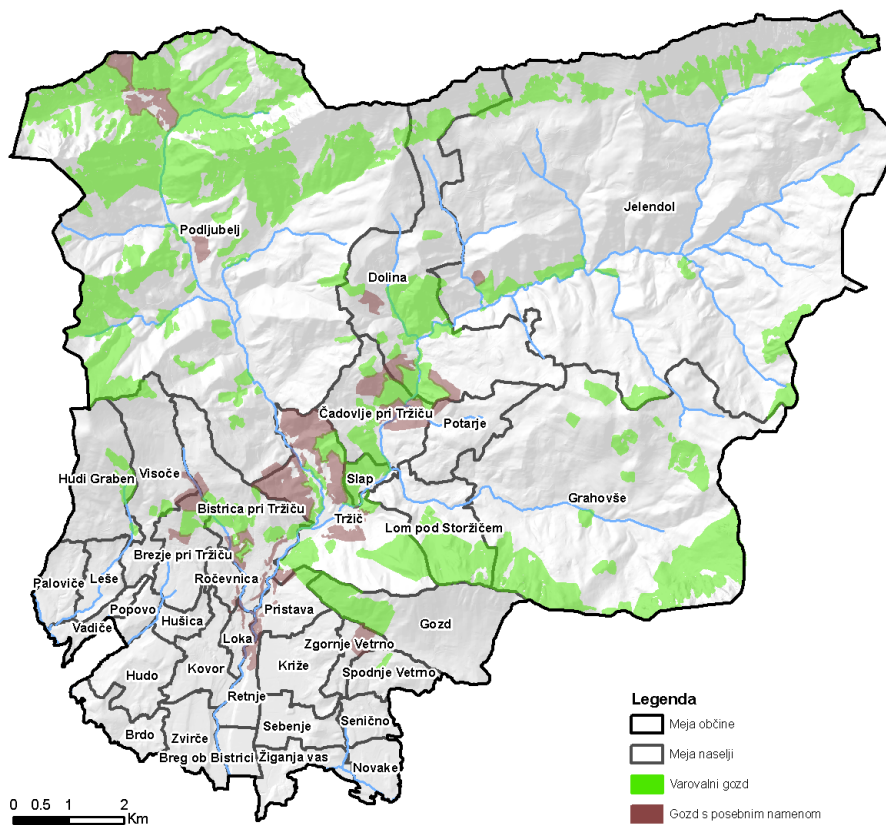 Jelendol
Podljubelj
Dolina
Čadovlje pri Tržiču
Potarje
Hudi Graben
Visoče
Slap
Grahovše
Bistrica pri Tržiču
Tržič
Lom pod Storžičem
Brezje pri Tržiču
Paloviče
Leše
Ročevnica
Popovo
Pristava
Hušica
Gozd
Vadiče
Loka
Zgornje Vetrno
Hudo
Kovor
Križe
Spodnje Vetrno
Retnje
Senično
Sebenje
Brdo
Zvirče
Breg ob Bistrici
Žiganja vas
Novake
Legenda
Meja občine
Meja naselji
Varovalni gozd
Gozd s posebnim namenom
0 0.5 1 2
Km